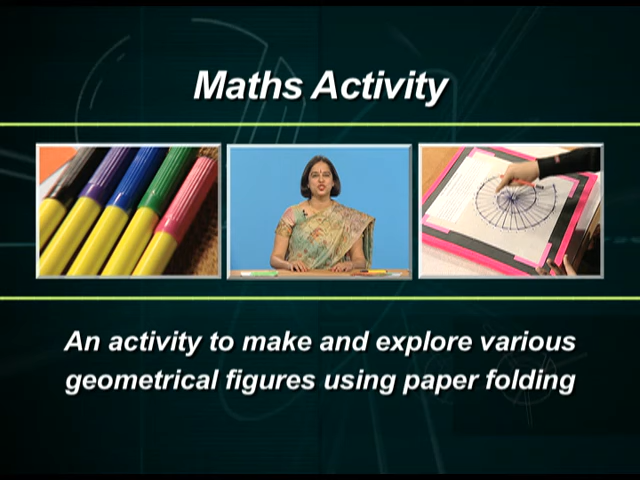 Maths Activity
An activity to make and explore various
geometrical figures using paper folding